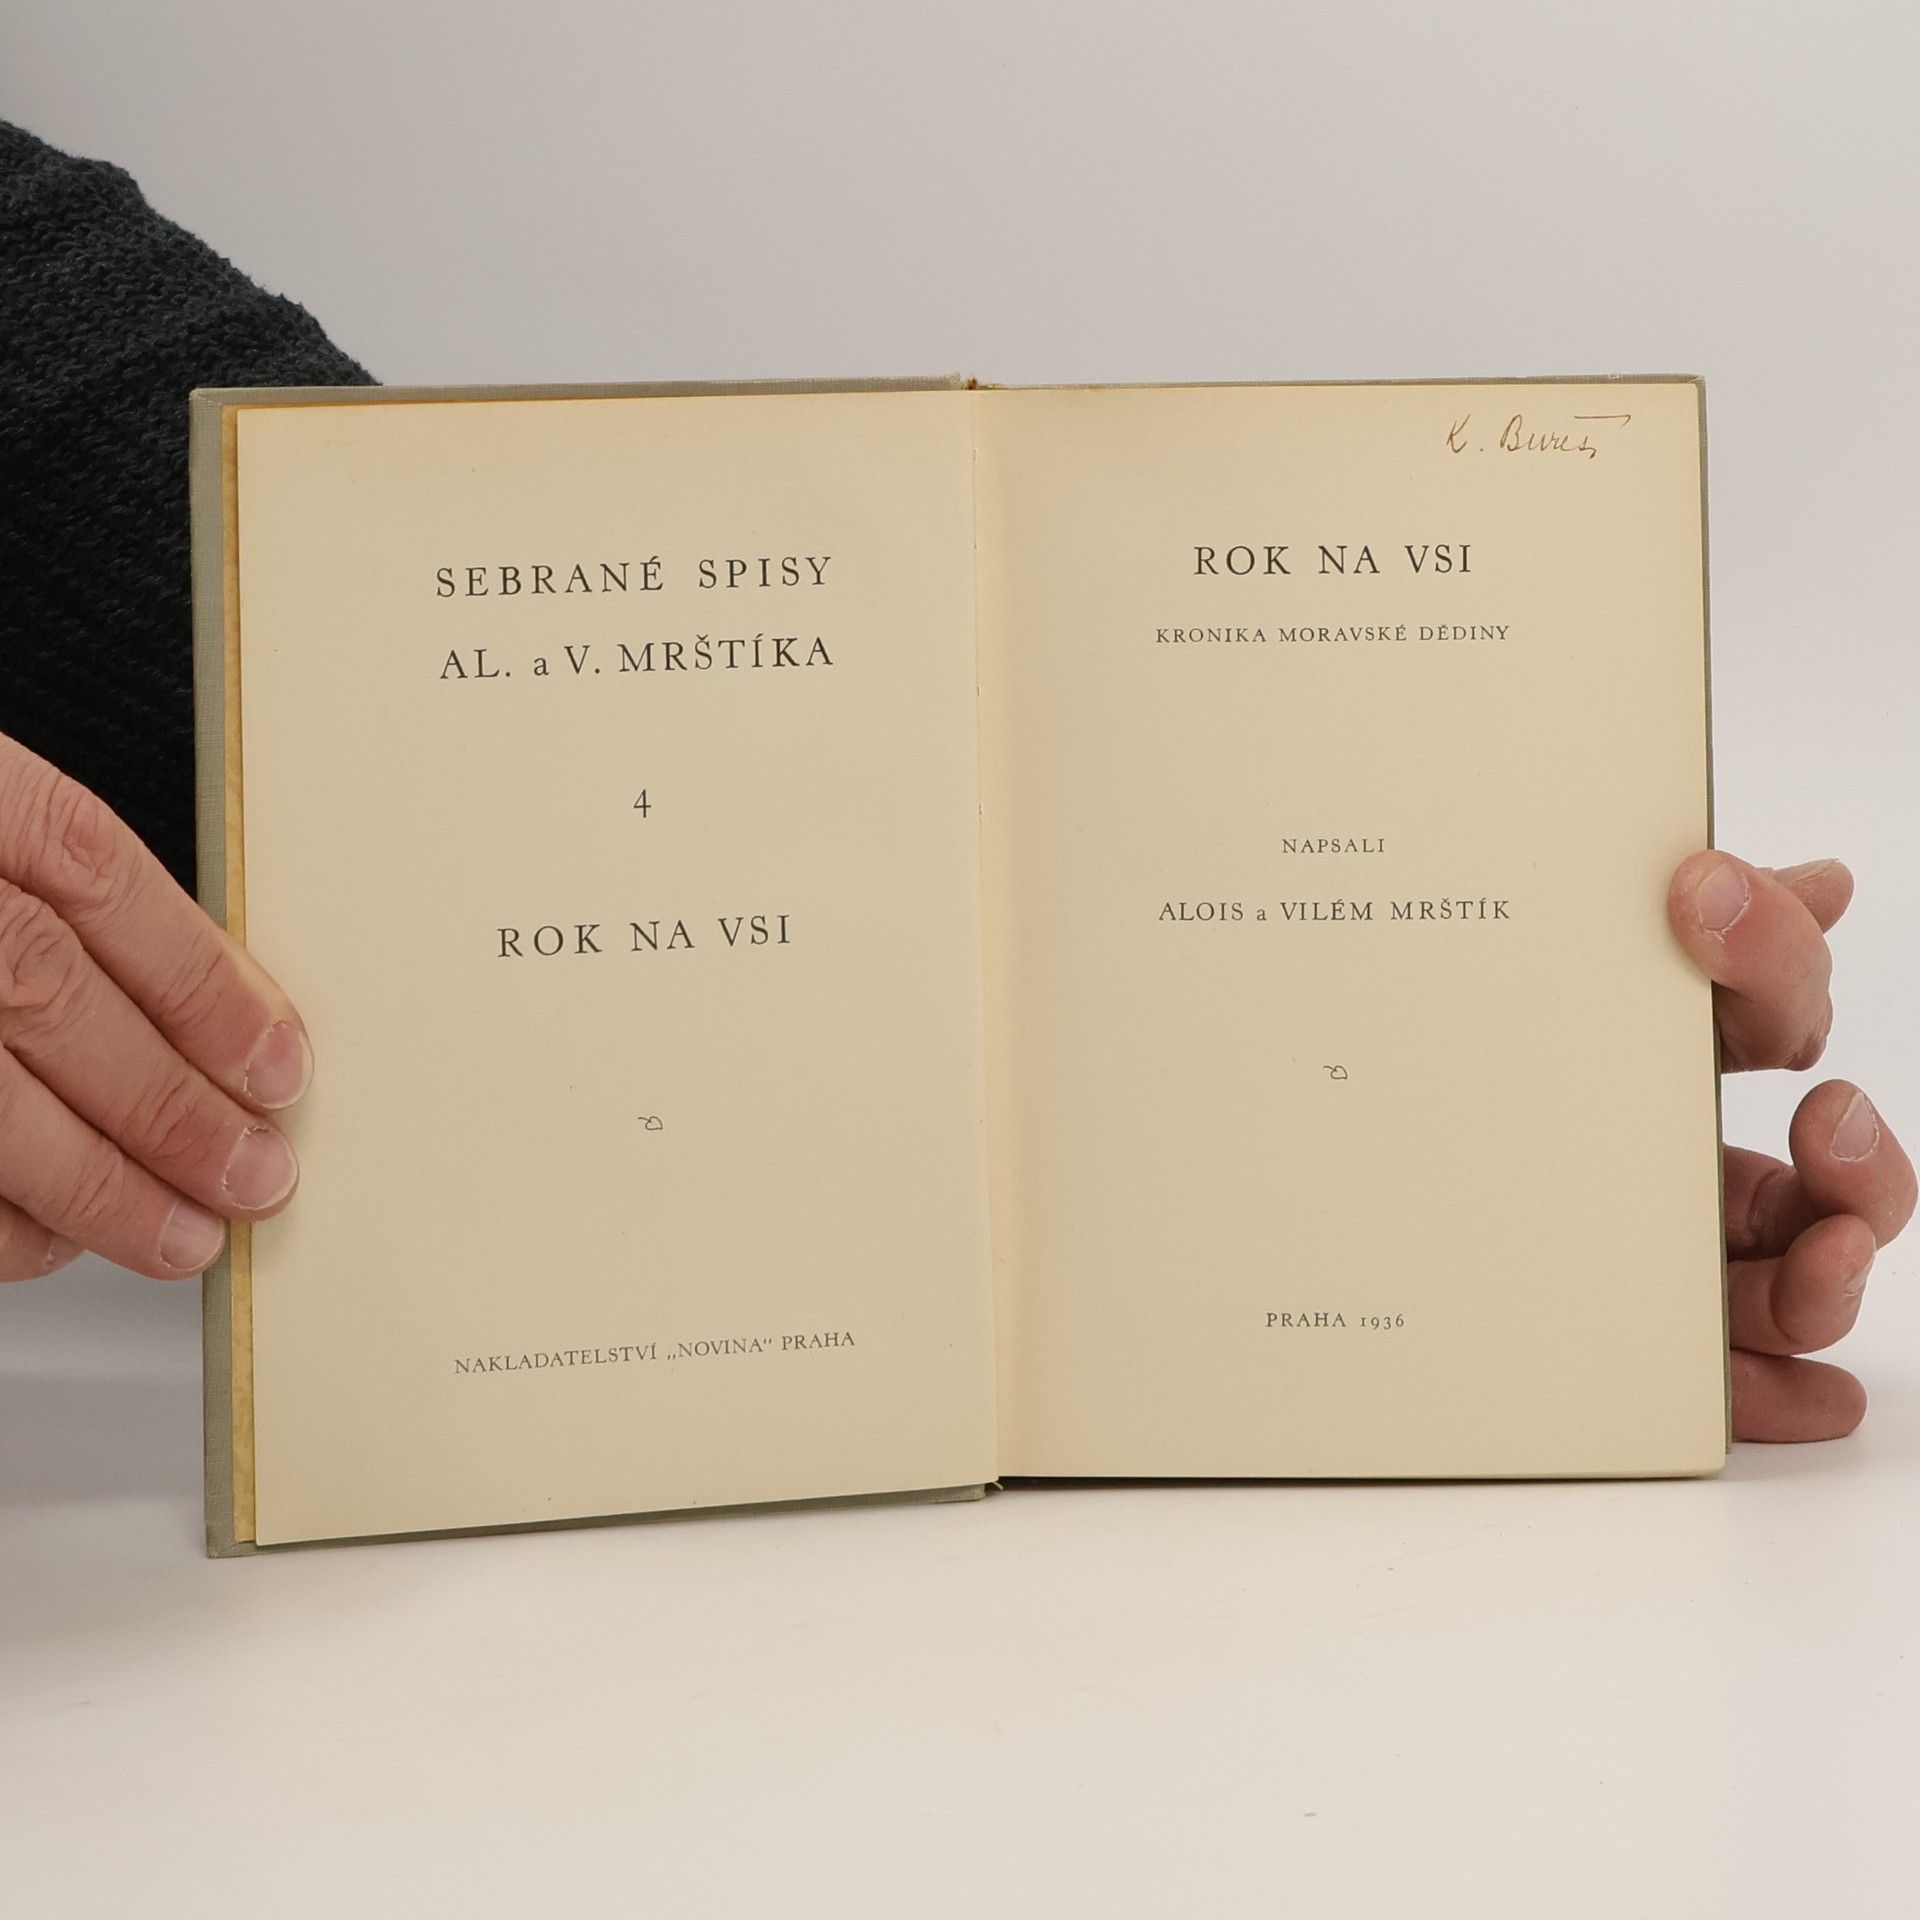 SEBRANÉ SPISY
AL. a V. MRŠTÍKA
4
ROK NA VSI
NAKLADATELSTVÍ „NOVINA“ PRAHA
K. Bureš
ROK NA VSI
KRONIKA MORAVSKÉ DĚDINY
NAPSALI
ALOIS a VILÉM MRŠTÍK
PRAHA 1936